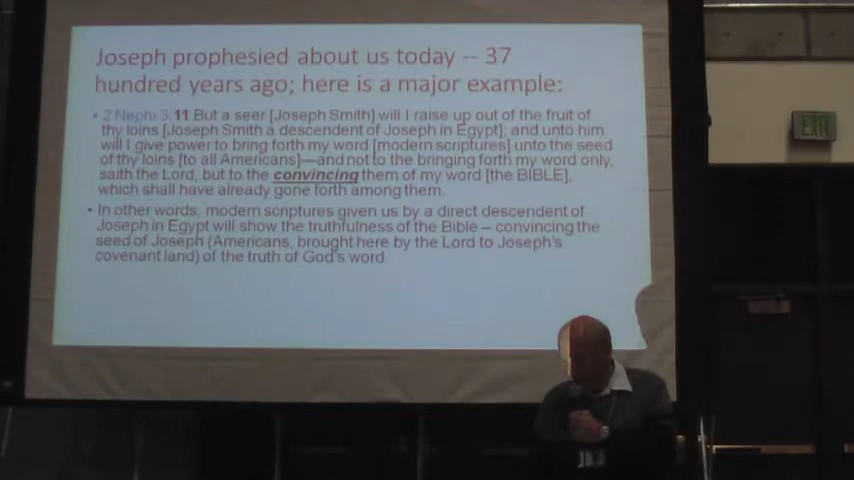 Joseph prophesied about us today -- 37
hundred years ago; here is a major example:
• 2 Nephi 3:11 But a seer [Joseph Smith] will I raise up out of the fruit of
thy loins [Joseph Smith a descendent of Joseph in Egypt]; and unto him
will I give power to bring forth my word [modern scriptures] unto the seed
of thy loins [to all Americans]—and not to the bringing forth my word only,
saith the Lord, but to the convincing them of my word [the BIBLE],
which shall have already gone forth among them.
• In other words, modern scriptures given us by a direct descendent of
Joseph in Egypt will show the truthfulness of the Bible – convincing the
seed of Joseph (Americans, brought here by the Lord to Joseph's
covenant land) of the truth of God's word
EXIT